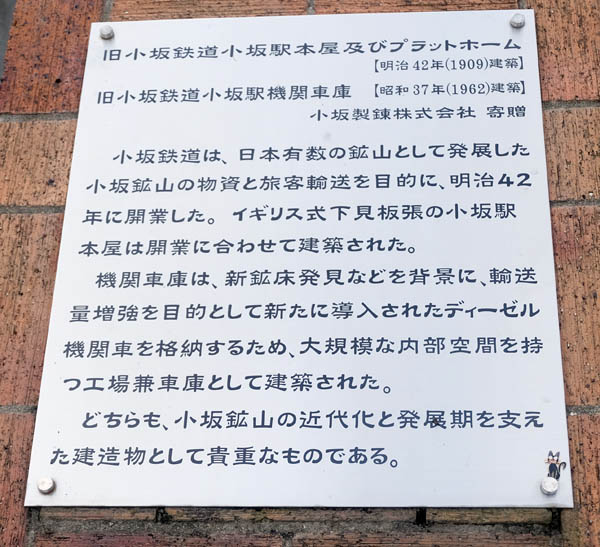 旧小坂鉄道小坂駅本屋及びプラットホーム
【明治42年(1909)建築】
旧小坂鉄道小坂駅機関車庫 【昭和37年(1962)建築】
小坂製錬株式会社 寄贈
小坂鉄道は、日本有数の鉱山として発展した
小坂鉱山の物資と旅客輸送を目的に、明治42
年に開業した。イギリス式下見板張の小坂駅
本屋は開業に合わせて建築された。
機関車庫は、新鉱床発見などを背景に、輸送
量増強を目的として新たに導入されたディーゼル
機関車を格納するため、大規模な内部空間を持
つ工場兼車庫として建築された。
どちらも、小坂鉱山の近代化と発展期を支え
た建造物として貴重なものである。